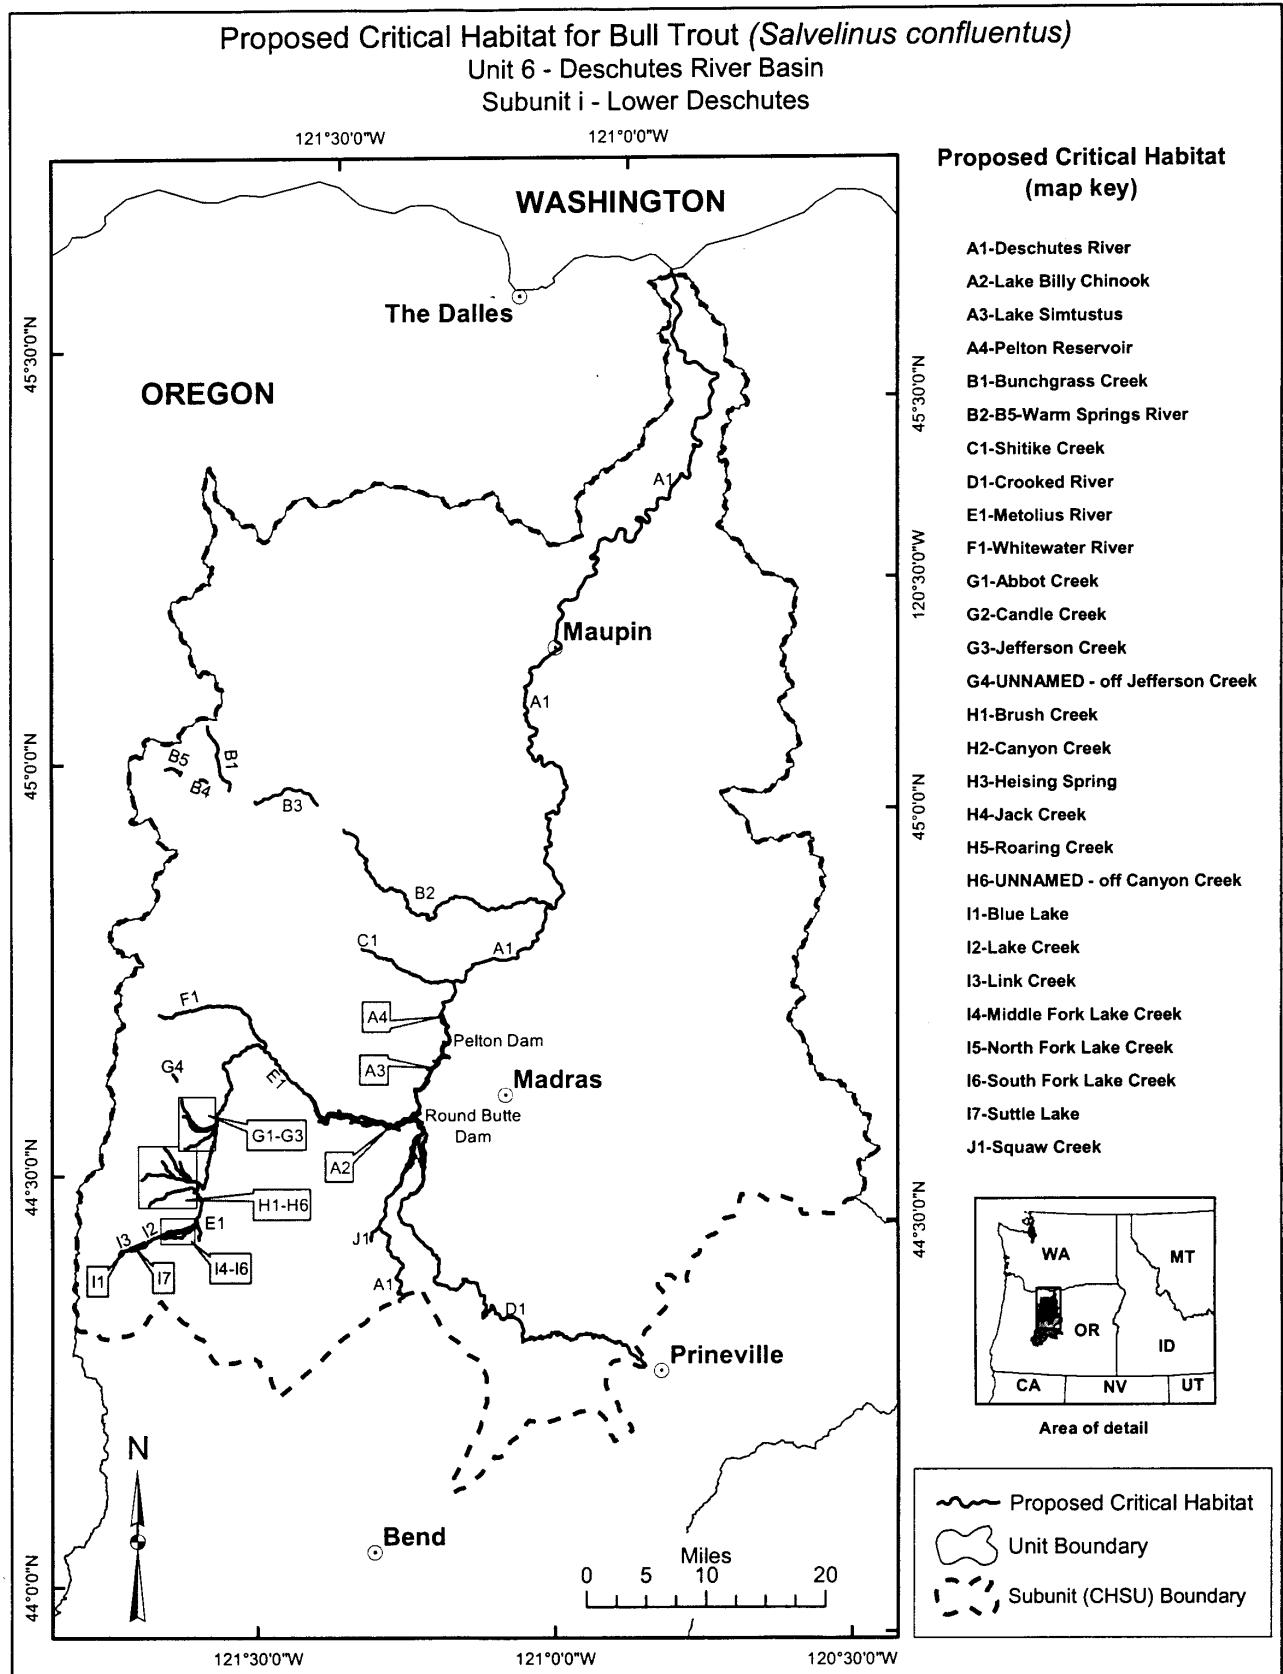 Proposed Critical Habitat for Bull Trout (Salvelinus confluentus)
Unit 6 - Deschutes River Basin
Subunit i - Lower Deschutes
121°30'0"W
121°0'0"W
WASHINGTON
The Dalles
OREGON
45°30'0"N
45°30'0"N
A1
120°30'0"W
Maupin
A1
B5
B1
B4
B3
45°0'0"N
45°0'0"N
B2
C1
A1
F1
A4
Pelton Dam
G4
E1
A3
Madras
Round Butte
Dam
G1-G3
A2
H1-H6
44°30'0"N
44°30'0"N
E1
I2
I3
J1
I1
I7
I4-I6
A1
D1
Prineville
N
Bend
Miles
0 5 10 20
44°0'0"N
121°30'0"W
121°0'0"W
120°30'0"W
Proposed Critical Habitat
(map key)
A1-Deschutes River
A2-Lake Billy Chinook
A3-Lake Simtustus
A4-Pelton Reservoir
B1-Bunchgrass Creek
B2-B5-Warm Springs River
C1-Shitike Creek
D1-Crooked River
E1-Metolius River
F1-Whitewater River
G1-Abbot Creek
G2-Candle Creek
G3-Jefferson Creek
G4-UNNAMED - off Jefferson Creek
H1-Brush Creek
H2-Canyon Creek
H3-Heising Spring
H4-Jack Creek
H5-Roaring Creek
H6-UNNAMED - off Canyon Creek
I1-Blue Lake
I2-Lake Creek
I3-Link Creek
I4-Middle Fork Lake Creek
I5-North Fork Lake Creek
I6-South Fork Lake Creek
I7-Suttle Lake
J1-Squaw Creek
WA
MT
OR
ID
CA
NV
UT
Area of detail
Proposed Critical Habitat
Unit Boundary
Subunit (CHSU) Boundary